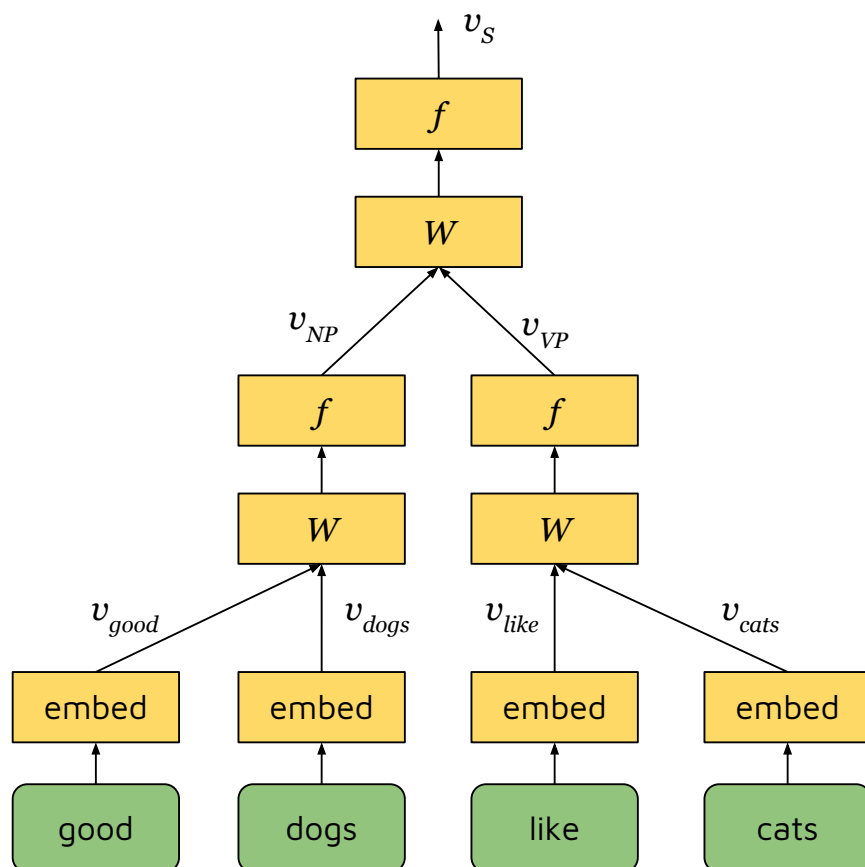 v_S
f
W
v_NP v_VP
f f
W W
v_good v_dogs v_like v_cats
embed embed embed embed
good dogs like cats